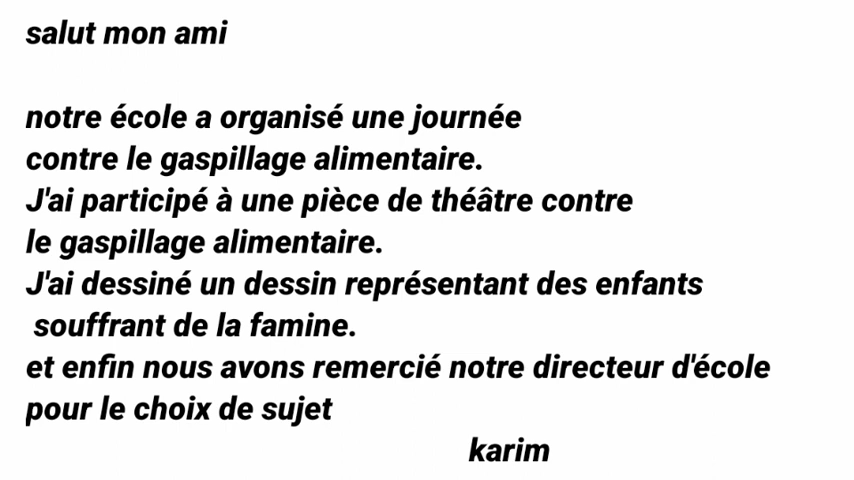 salut mon ami
notre école a organisé une journée
contre le gaspillage alimentaire.
J'ai participé à une pièce de théâtre contre
le gaspillage alimentaire.
J'ai dessiné un dessin représentant des enfants
souffrant de la famine.
et enfin nous avons remercié notre directeur d'école
pour le choix de sujet
karim